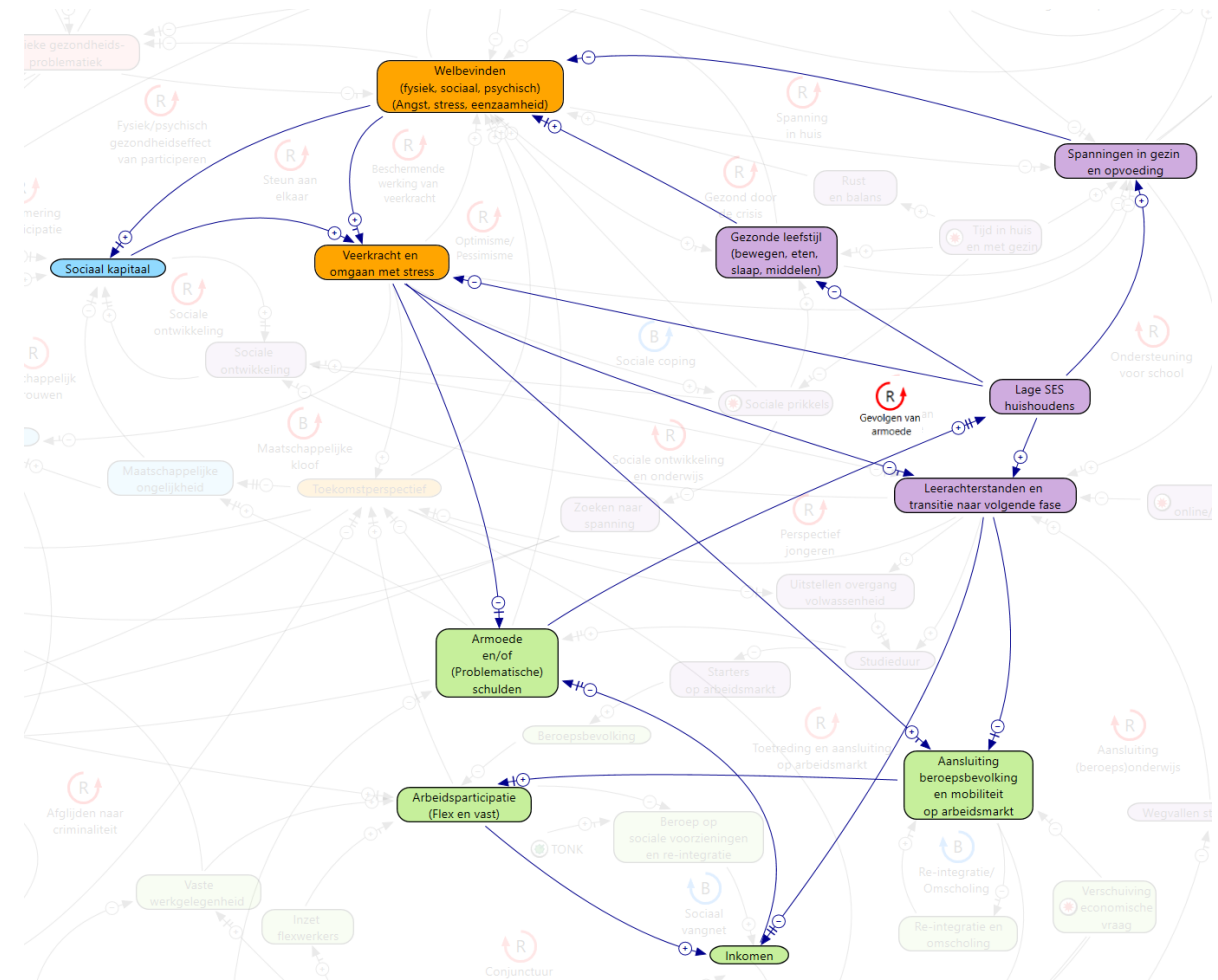 ieke gezondheids-
problematiek
Welbevinden
(fysiek, sociaal, psychisch)
(Angst, stress, eenzaamheid)
R
Fysiek/psychisch
gezondheidseffect
van participeren
R
Steun aan
elkaar
R
Beschermende
werking van
veerkracht
R
Spanning
in huis
Spanningen in gezin
en opvoeding
R
Gezond door
crisis
Rust
en balans
R
Optimisme/
Pessimisme
Tijd in huis
en met gezin
Gezonde leefstijl
(bewegen, eten,
slaap, middelen)
Sociaal kapitaal
Veerkracht en
omgaan met stress
R
Sociale
ontwikkeling
Sociale
ontwikkeling
B
Sociale coping
R
Ondersteuning
voor school
R
Sociale prikkels
Lage SES
huishoudens
R
Gevolgen van
armoede
B
Maatschappelijke
kloof
R
Sociale ontwikkeling
en onderwijs
Maatschappelijke
ongelijkheid
Toekomstperspectief
Leerachterstanden en
transitie naar volgende fase
Zoeken naar
spanning
R
Perspectief
jongeren
online/
Uitstellen overgang
volwassenheid
Armoede
en/of
(Problematische)
schulden
Studieduur
Starters
op arbeidsmarkt
Beroepsbevolking
R
Toetreding en aansluiting
op arbeidsmarkt
R
Aansluiting
(beroeps)onderwijs
Aansluiting
beroepsbevolking
en mobiliteit
op arbeidsmarkt
R
Afglijden naar
criminaliteit
Arbeidsparticipatie
(Flex en vast)
TONK
Beroep op
sociale voorzieningen
en re-integratie
Wegvallen st
B
Re-integratie/
Omscholing
Vaste
werkgelegenheid
B
Sociaal
vangnet
Verschuiving
economische
vraag
Inzet
flexwerkers
Re-integratie en
omscholing
R
Conjunctuur
Inkomen